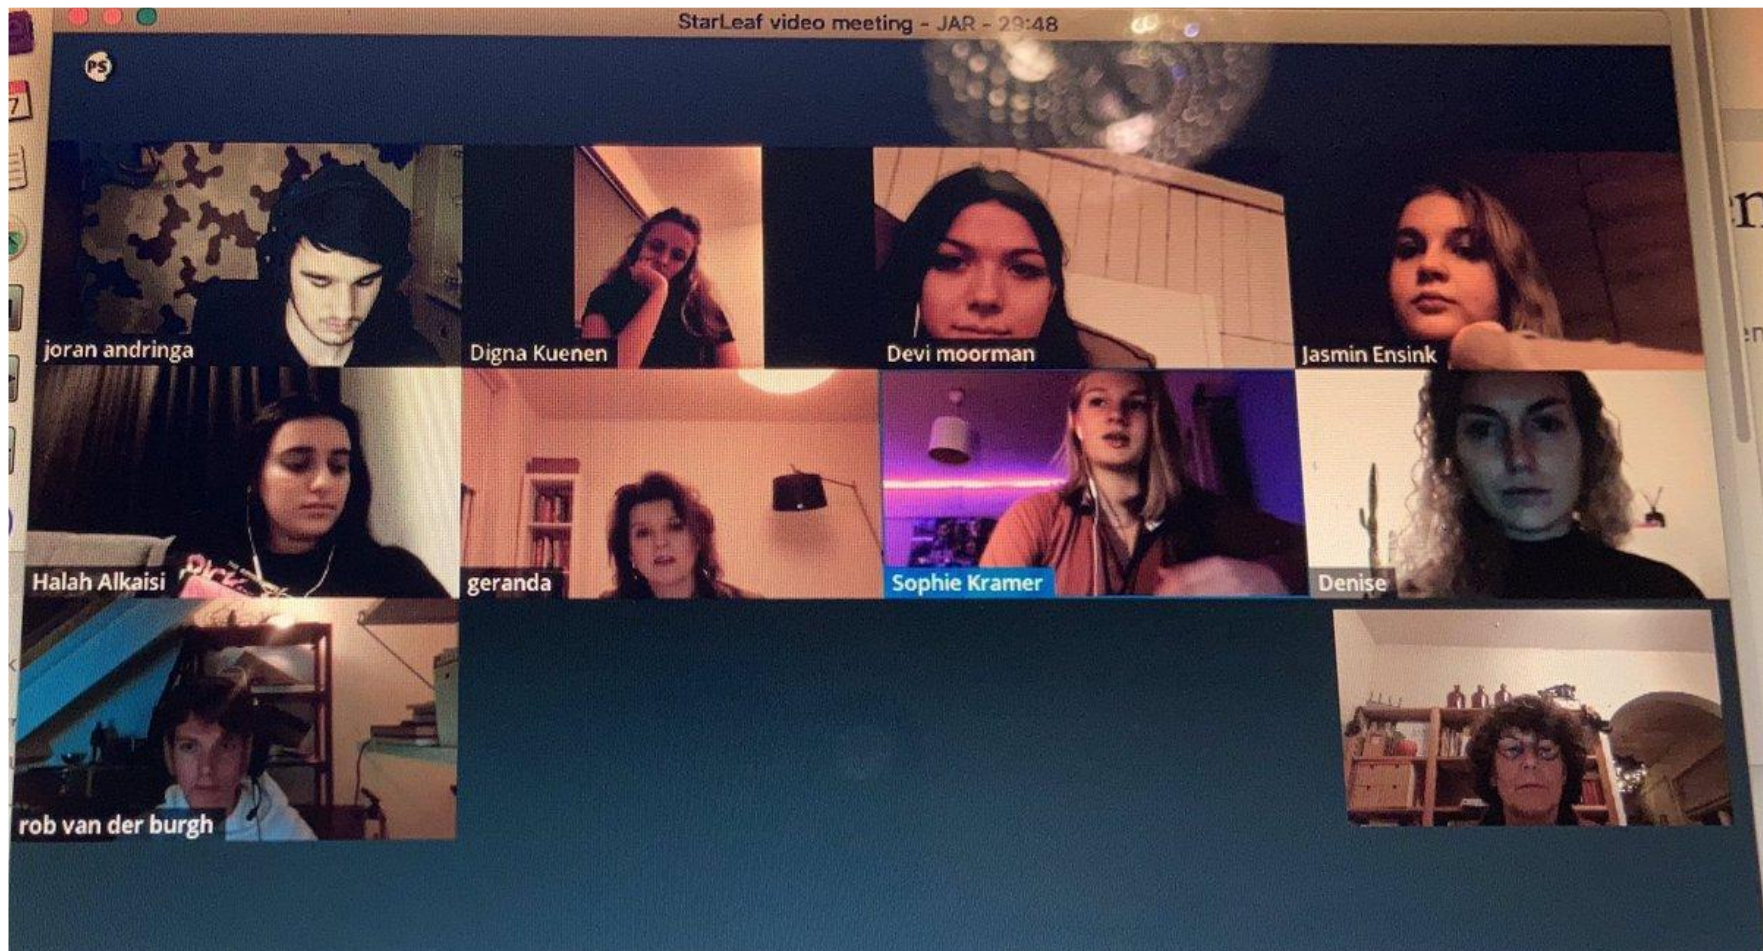 StarLeaf video meeting - JAR - 29:48
PS
7
joran andringa
Digna Kuenen
Devi moorman
Jasmin Ensink
Halah Alkaisi
geranda
Sophie Kramer
Denise
rob van der burgh